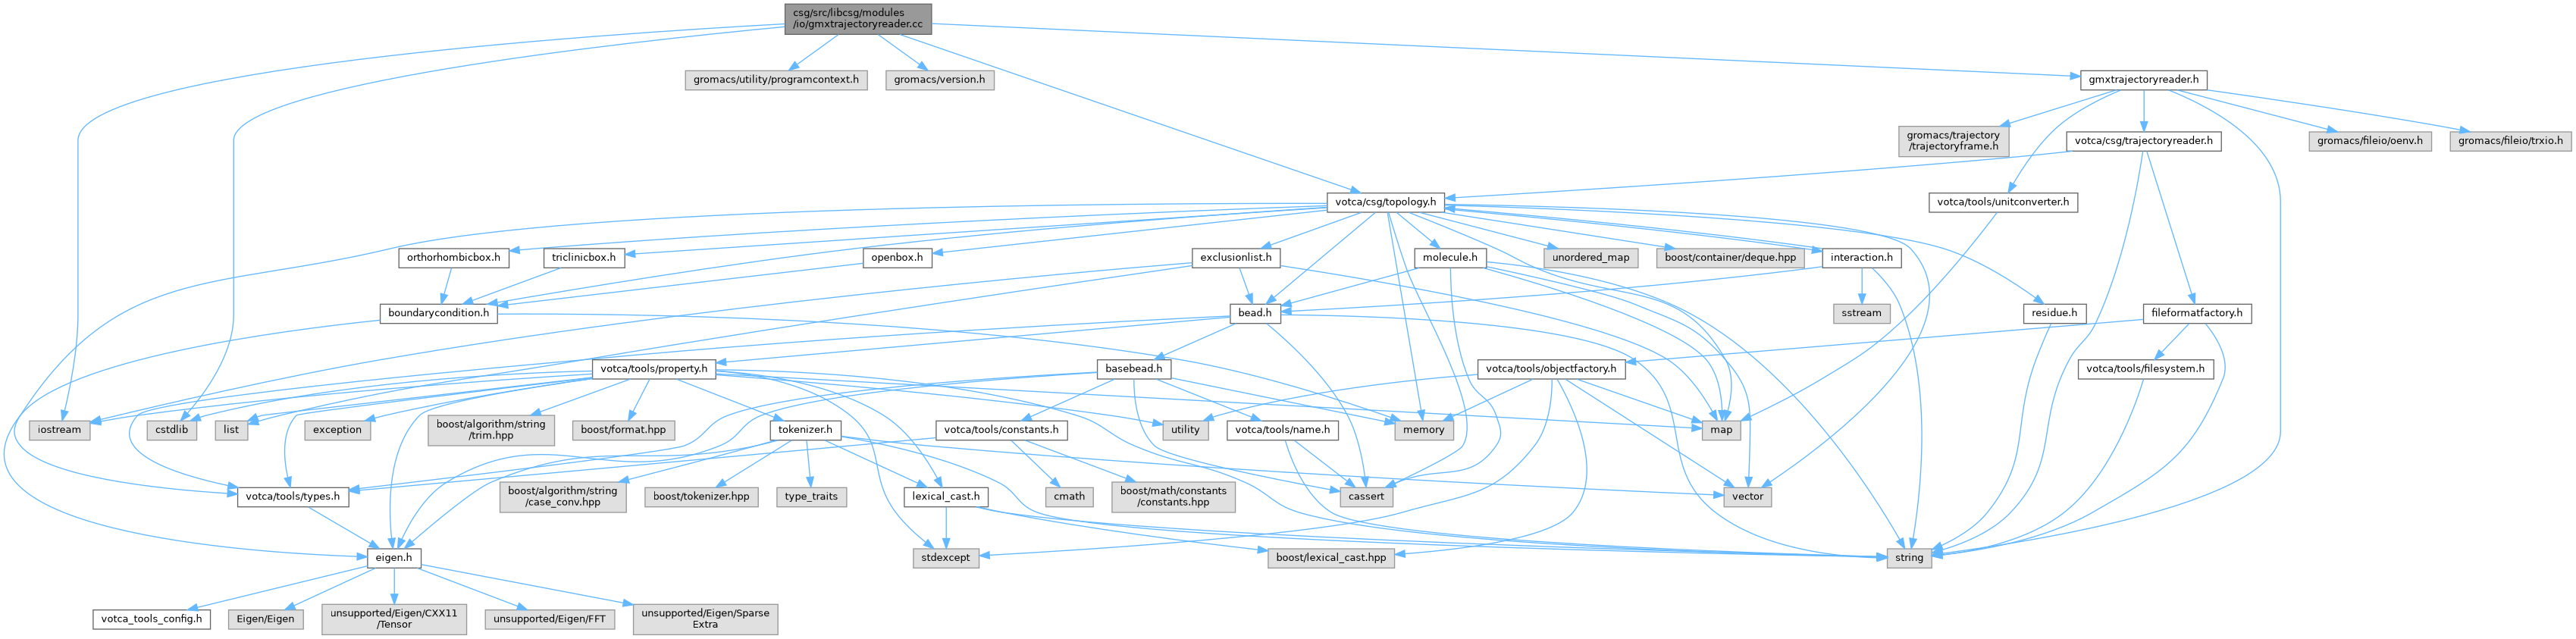 csg/src/libcsg/modules
/io/gmxtrajectoryreader.cc
gromacs/utility/programcontext.h
gromacs/version.h
gmxtrajectoryreader.h
gromacs/trajectory
/trajectoryframe.h
votca/csg/trajectoryreader.h
gromacs/fileio/oenv.h
gromacs/fileio/trxio.h
votca/csg/topology.h
votca/tools/unitconverter.h
orthorhombicbox.h
triclinicbox.h
openbox.h
exclusionlist.h
molecule.h
unordered_map
boost/container/deque.hpp
interaction.h
boundarycondition.h
bead.h
sstream
residue.h
fileformatfactory.h
votca/tools/property.h
basebead.h
votca/tools/objectfactory.h
votca/tools/filesystem.h
iostream
cstdlib
list
exception
boost/algorithm/string
/trim.hpp
boost/format.hpp
tokenizer.h
votca/tools/constants.h
utility
votca/tools/name.h
memory
map
votca/tools/types.h
boost/algorithm/string
/case_conv.hpp
boost/tokenizer.hpp
type_traits
lexical_cast.h
cmath
boost/math/constants
/constants.hpp
cassert
vector
eigen.h
stdexcept
boost/lexical_cast.hpp
string
votca_tools_config.h
Eigen/Eigen
unsupported/Eigen/CXX11
/Tensor
unsupported/Eigen/FFT
unsupported/Eigen/Sparse
Extra